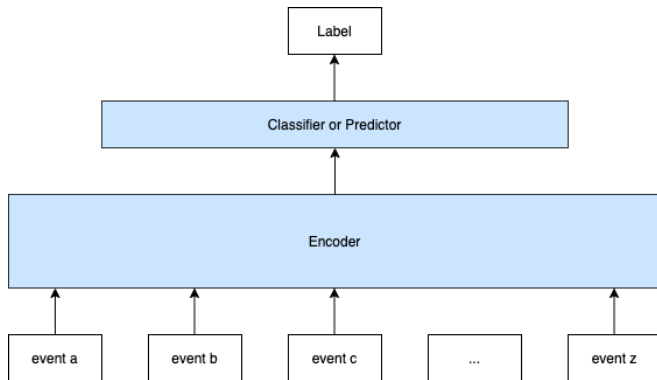 Label
Classifier or Predictor
Encoder
event a
event b
event c
...
event z